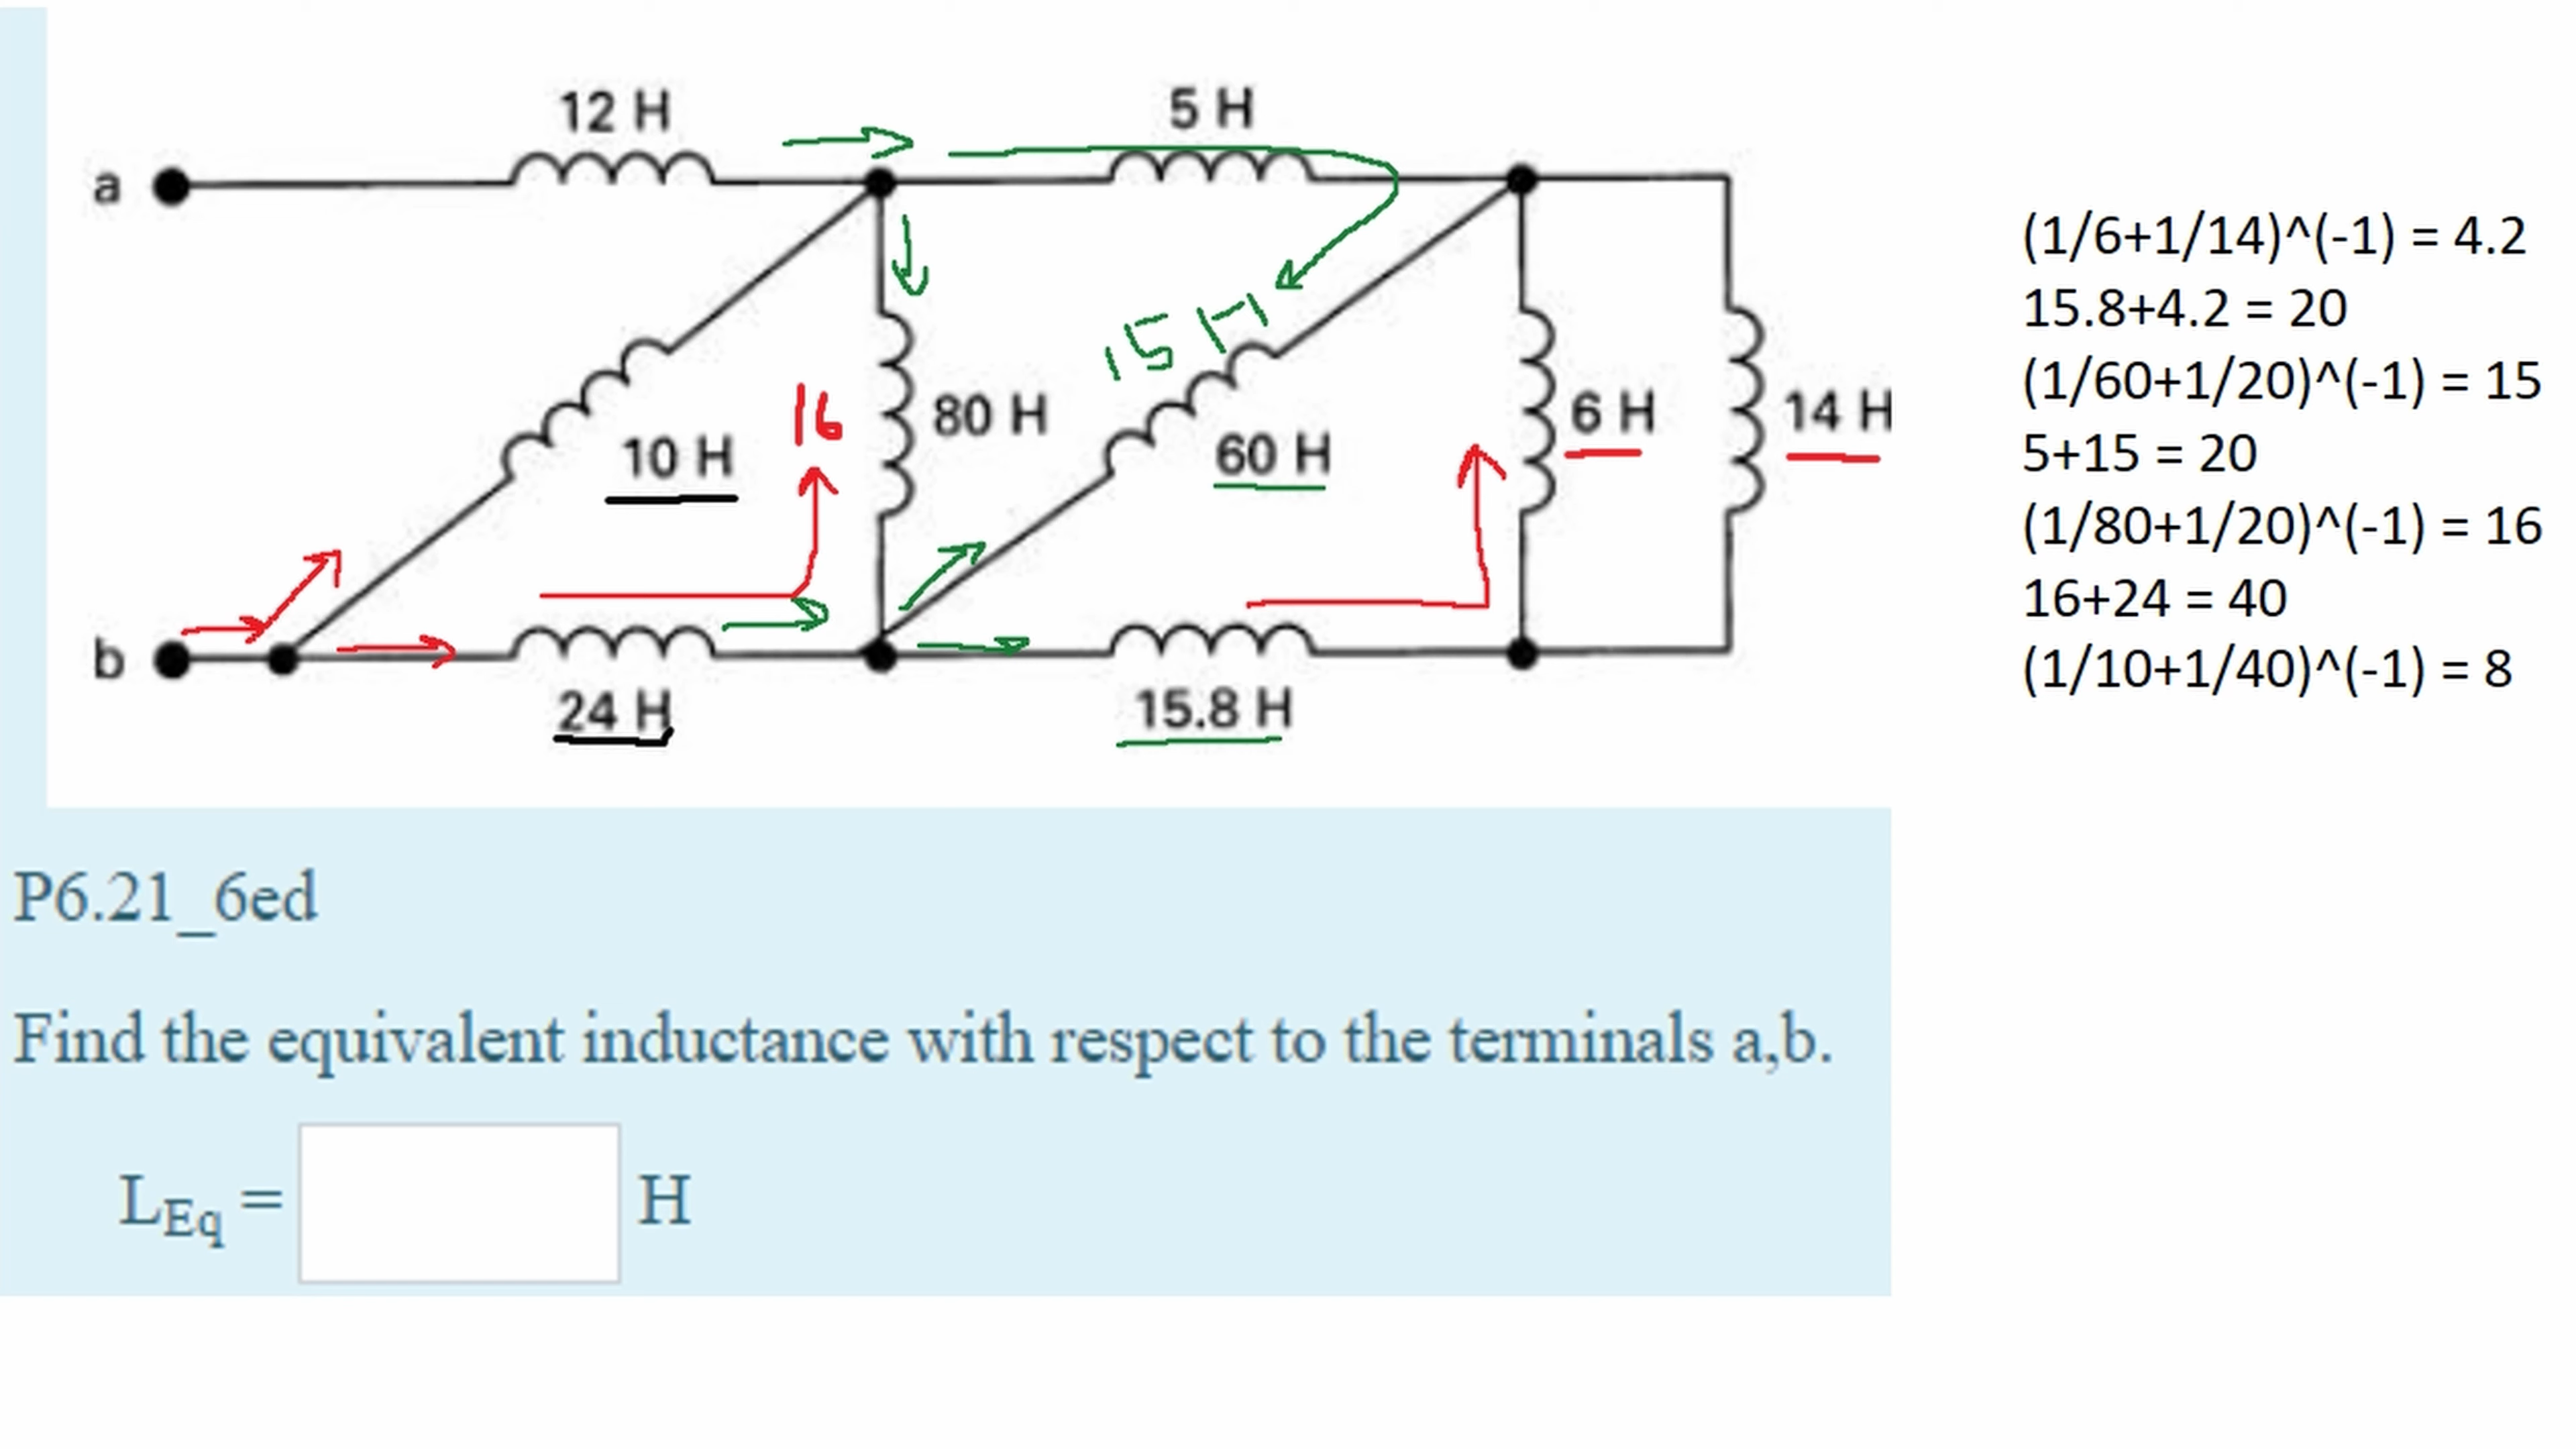 12 H
5 H
a
15 H
16
80 H
10 H
60 H
6 H
14 H
b
24 H
15.8 H
(1/6+1/14)^(-1) = 4.2
15.8+4.2 = 20
(1/60+1/20)^(-1) = 15
5+15 = 20
(1/80+1/20)^(-1) = 16
16+24 = 40
(1/10+1/40)^(-1) = 8
P6.21_6ed
Find the equivalent inductance with respect to the terminals a,b.
LEq = H